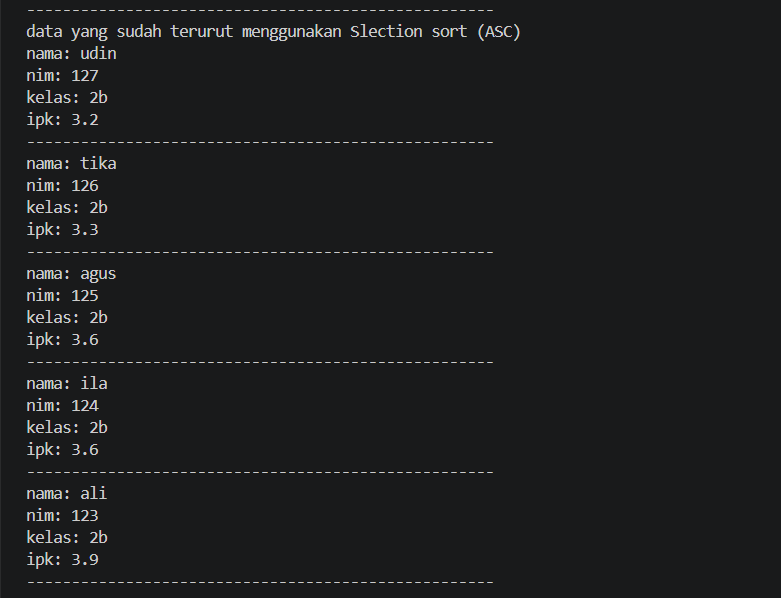 ----------------------------------------------------
data yang sudah terurut menggunakan Slection sort (ASC)
nama: udin
nim: 127
kelas: 2b
ipk: 3.2
----------------------------------------------------
nama: tika
nim: 126
kelas: 2b
ipk: 3.3
----------------------------------------------------
nama: agus
nim: 125
kelas: 2b
ipk: 3.6
----------------------------------------------------
nama: ila
nim: 124
kelas: 2b
ipk: 3.6
----------------------------------------------------
nama: ali
nim: 123
kelas: 2b
ipk: 3.9
----------------------------------------------------